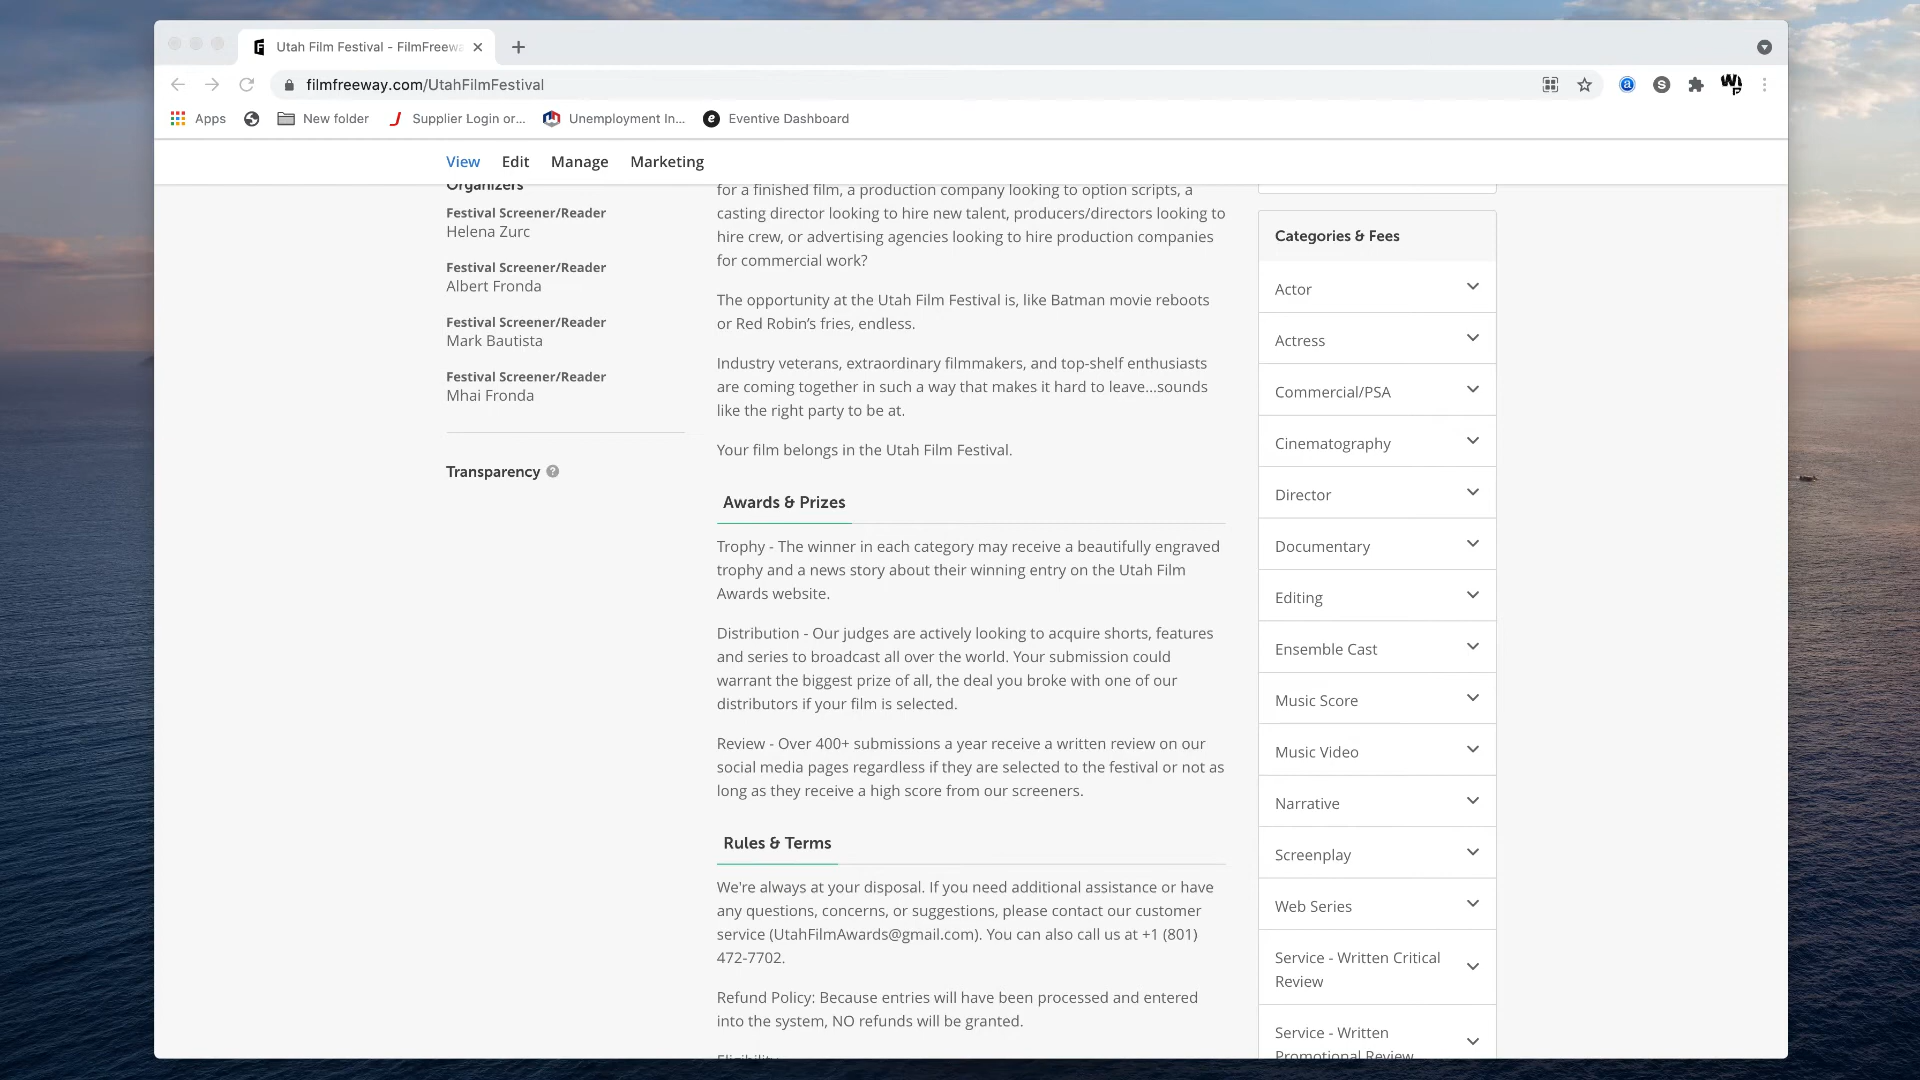 Utah Film Festival - FilmFreewa
filmfreeway.com/UtahFilmFestival
Apps
New folder
Supplier Login or...
Unemployment In...
Eventive Dashboard
View Edit Manage Marketing
Organizers
Festival Screener/Reader
Helena Zurc
Festival Screener/Reader
Albert Fronda
Festival Screener/Reader
Mark Bautista
Festival Screener/Reader
Mhai Fronda
Transparency ?
for a finished film, a production company looking to option scripts, a
casting director looking to hire new talent, producers/directors looking to
hire crew, or advertising agencies looking to hire production companies
for commercial work?
The opportunity at the Utah Film Festival is, like Batman movie reboots
or Red Robin’s fries, endless.
Industry veterans, extraordinary filmmakers, and top-shelf enthusiasts
are coming together in such a way that makes it hard to leave...sounds
like the right party to be at.
Your film belongs in the Utah Film Festival.
Awards & Prizes
Trophy - The winner in each category may receive a beautifully engraved
trophy and a news story about their winning entry on the Utah Film
Awards website.
Distribution - Our judges are actively looking to acquire shorts, features
and series to broadcast all over the world. Your submission could
warrant the biggest prize of all, the deal you broke with one of our
distributors if your film is selected.
Review - Over 400+ submissions a year receive a written review on our
social media pages regardless if they are selected to the festival or not as
long as they receive a high score from our screeners.
Rules & Terms
We're always at your disposal. If you need additional assistance or have
any questions, concerns, or suggestions, please contact our customer
service (UtahFilmAwards@gmail.com). You can also call us at +1 (801)
472-7702.
Refund Policy: Because entries will have been processed and entered
into the system, NO refunds will be granted.
Eligibility
Categories & Fees
Actor
Actress
Commercial/PSA
Cinematography
Director
Documentary
Editing
Ensemble Cast
Music Score
Music Video
Narrative
Screenplay
Web Series
Service - Written Critical
Review
Service - Written
Promotional Review